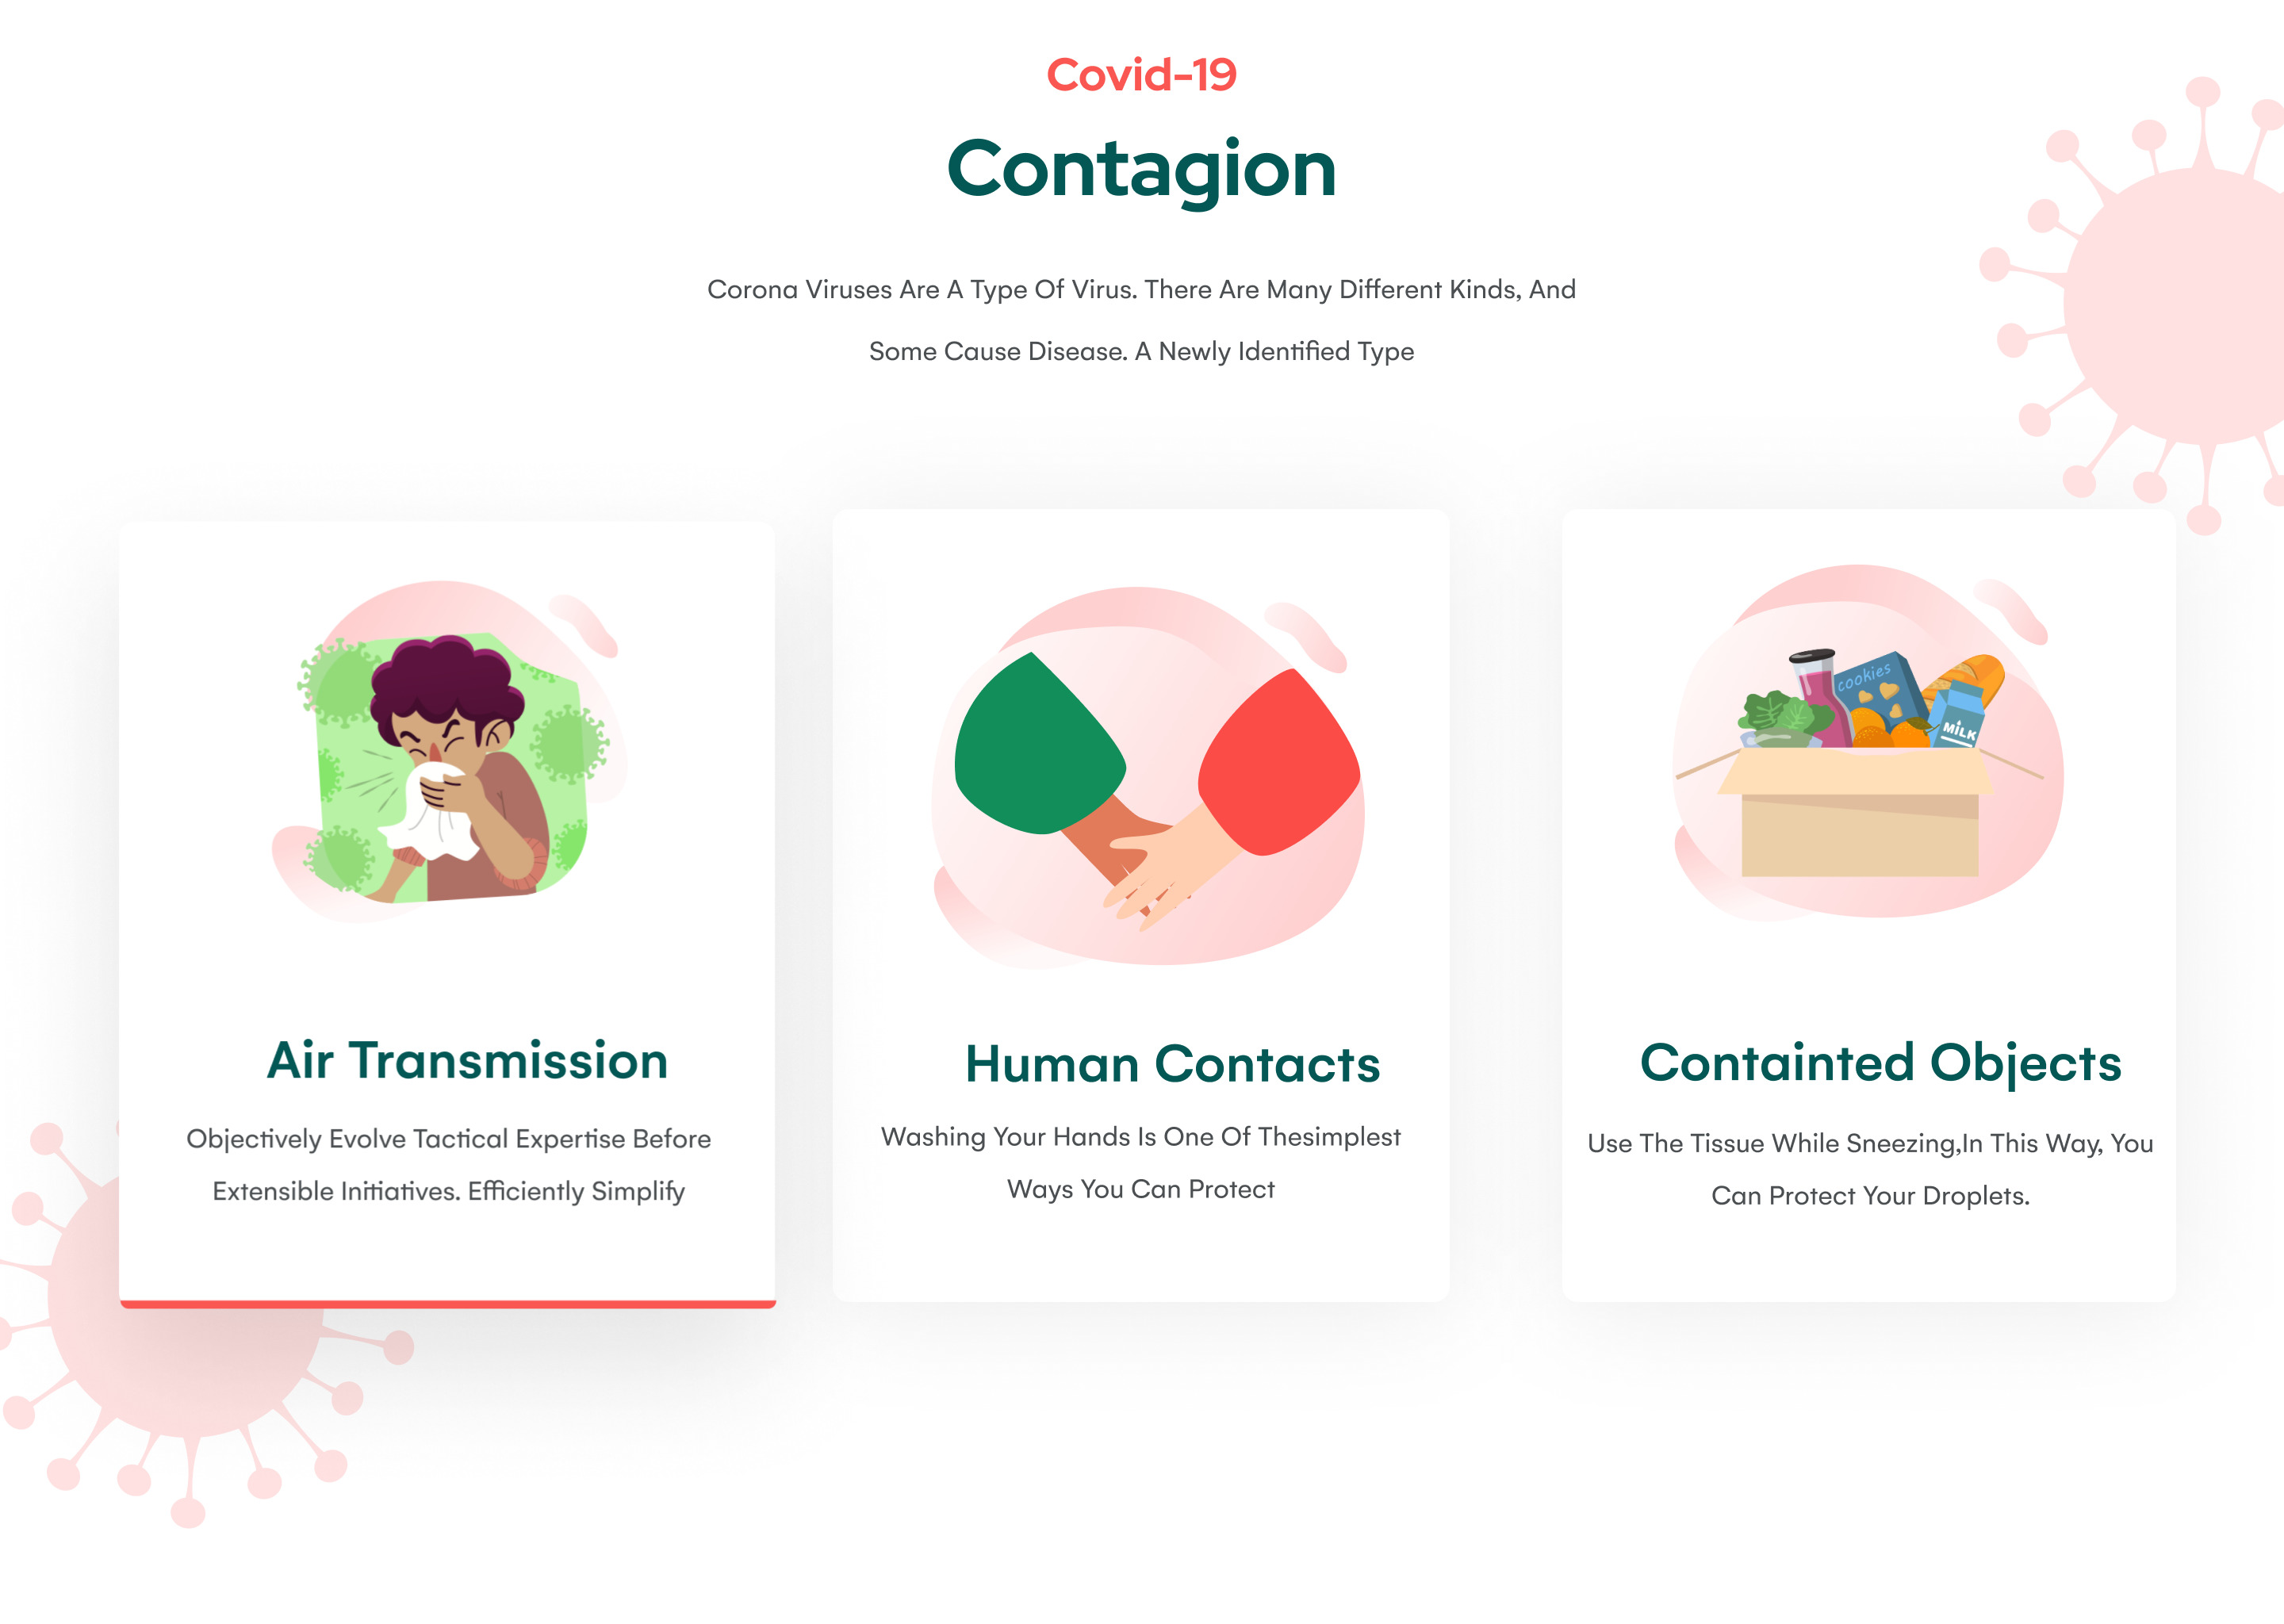 Covid-19
Contagion
Corona Viruses Are A Type Of Virus. There Are Many Different Kinds, And
Some Cause Disease. A Newly Identified Type
cookies
MiLK
Air Transmission
Objectively Evolve Tactical Expertise Before
Extensible Initiatives. Efficiently Simplify
Human Contacts
Washing Your Hands Is One Of Thesimplest
Ways You Can Protect
Containted Objects
Use The Tissue While Sneezing,In This Way, You
Can Protect Your Droplets.